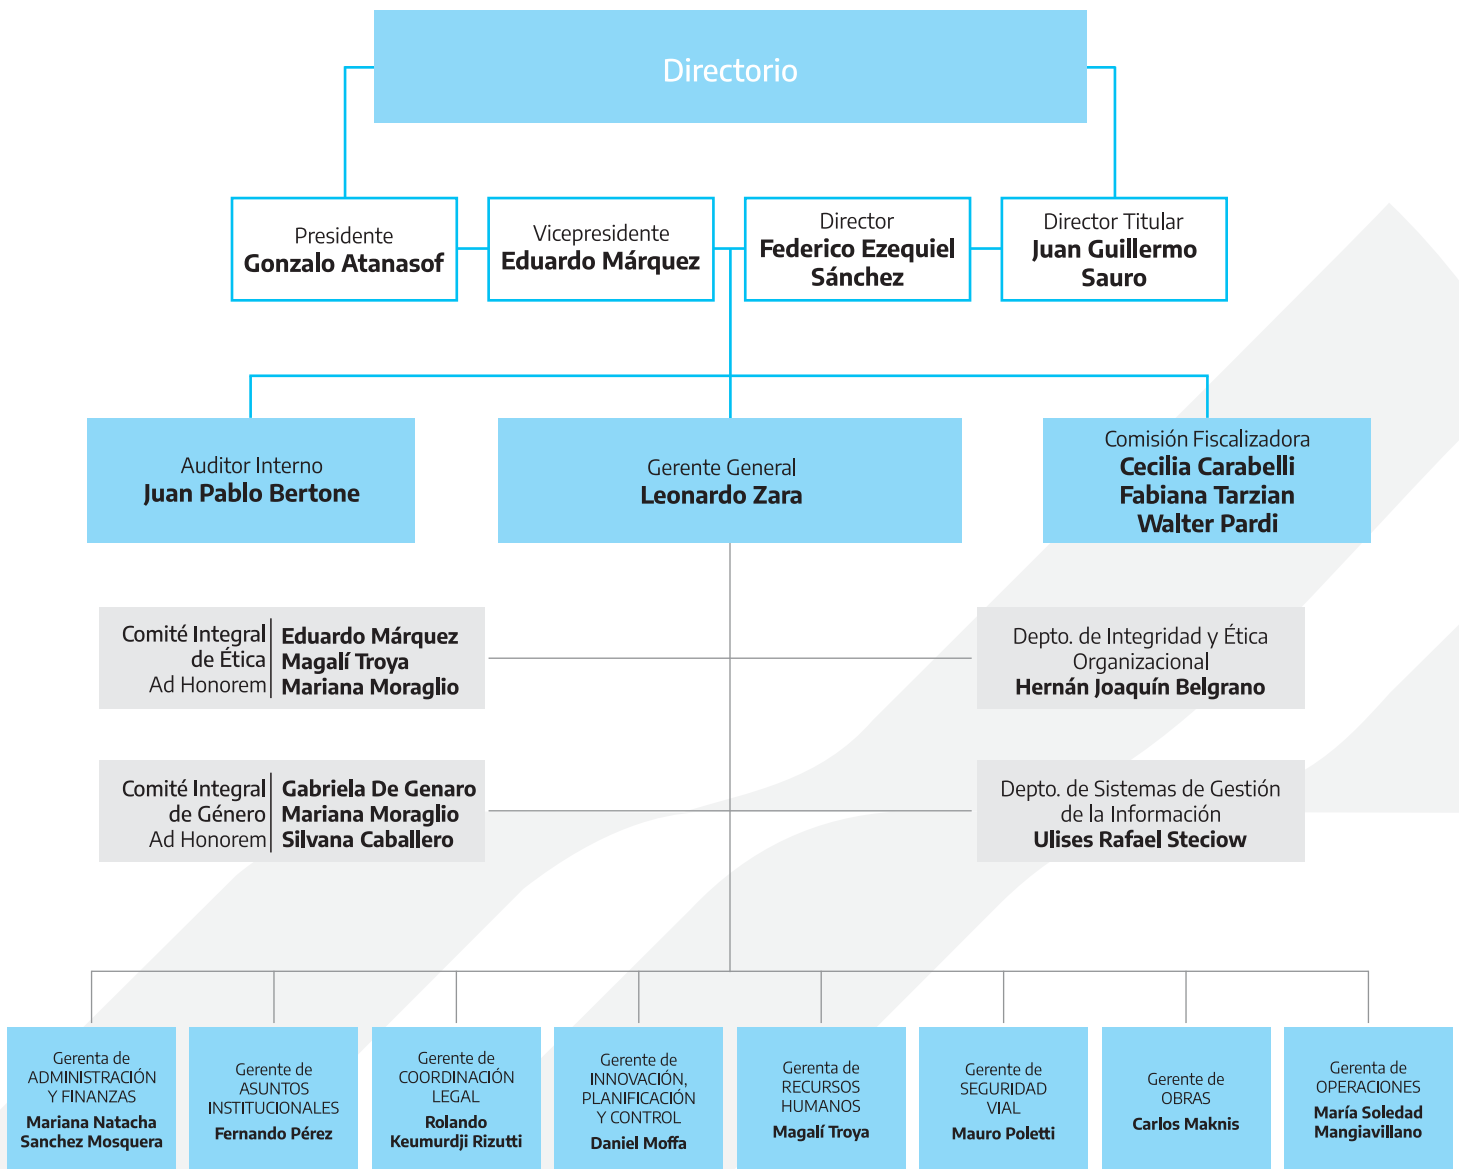 Directorio
Presidente
Gonzalo Atanasof
Vicepresidente
Eduardo Márquez
Director
Federico Ezequiel
Sánchez
Director Titular
Juan Guillermo
Sauro
Auditor Interno
Juan Pablo Bertone
Gerente General
Leonardo Zara
Comisión Fiscalizadora
Cecilia Carabelli
Fabiana Tarzian
Walter Pardi
Comité Integral
de Ética
Ad Honorem
Eduardo Márquez
Magalí Troya
Mariana Moraglio
Depto. de Integridad y Ética
Organizacional
Hernán Joaquín Belgrano
Comité Integral
de Género
Ad Honorem
Gabriela De Genaro
Mariana Moraglio
Silvana Caballero
Depto. de Sistemas de Gestión
de la Información
Ulises Rafael Steciow
Gerenta de
ADMINISTRACIÓN
Y FINANZAS
Mariana Natacha
Sanchez Mosquera
Gerente de
ASUNTOS
INSTITUCIONALES
Fernando Pérez
Gerente de
COORDINACIÓN
LEGAL
Rolando
Keumurdji Rizutti
Gerente de
INNOVACIÓN,
PLANIFICACIÓN
Y CONTROL
Daniel Moffa
Gerenta de
RECURSOS
HUMANOS
Magalí Troya
Gerente de
SEGURIDAD
VIAL
Mauro Poletti
Gerente de
OBRAS
Carlos Maknis
Gerenta de
OPERACIONES
María Soledad
Mangiavillano